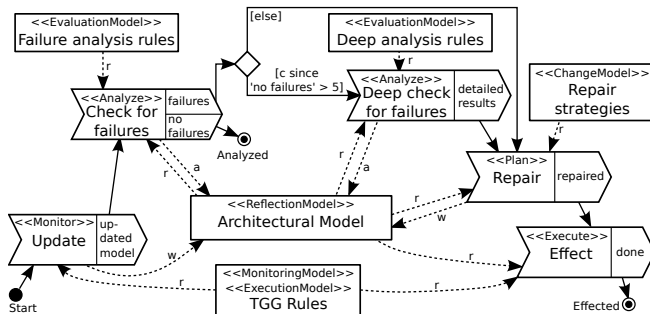 <<EvaluationModel>>
Failure analysis rules
[else]
<<EvaluationModel>>
Deep analysis rules
r
r
[c since
'no failures' > 5]
<<ChangeModel>>
Repair
strategies
<<Analyze>>
Check for
failures
failures
no
failures
<<Analyze>>
Deep check
for failures
detailed
results
Analyzed
r
a
r
r
a
<<Plan>>
Repair
repaired
<<ReflectionModel>>
Architectural Model
r
w
<<Monitor>>
Update
up-
dated
model
w
<<Execute>>
Effect
done
r
r
<<MonitoringModel>>
<<ExecutionModel>>
TGG Rules
r
Start
Effected